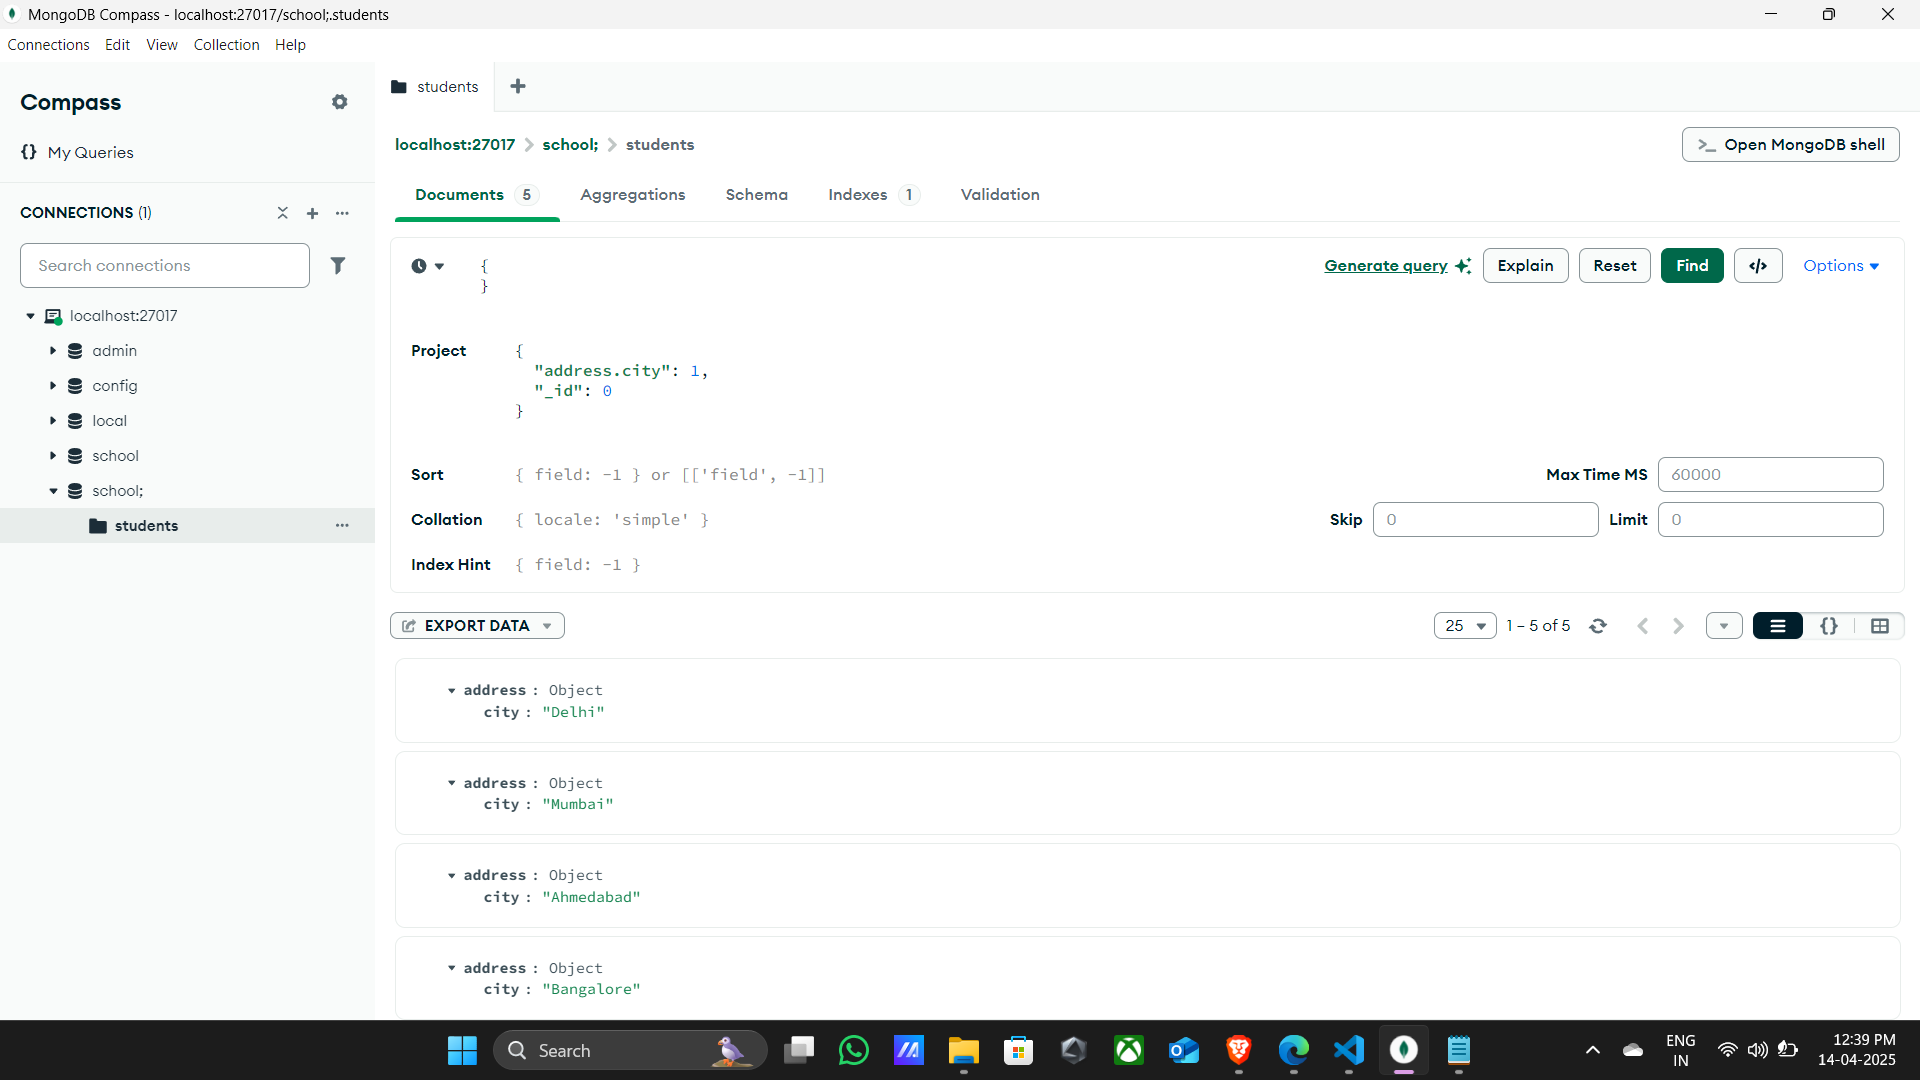 MongoDB Compass - localhost:27017/school;.students
Connections Edit View Collection Help
Compass
{} My Queries
CONNECTIONS (1)
Search connections
localhost:27017
admin
config
local
school
school;
students
students
localhost:27017 school; students
>_ Open MongoDB shell
Documents 5 Aggregations Schema Indexes 1 Validation
{
}
Generate query Explain Reset Find </> Options
Project
{
"address.city": 1,
"_id": 0
}
Sort { field: -1 } or [['field', -1]]
Max Time MS 60000
Collation { locale: 'simple' }
Skip 0 Limit 0
Index Hint { field: -1 }
EXPORT DATA
25 1 – 5 of 5 {}
address : Object
city : "Delhi"
address : Object
city : "Mumbai"
address : Object
city : "Ahmedabad"
address : Object
city : "Bangalore"
Search
ENG
IN
12:39 PM
14-04-2025